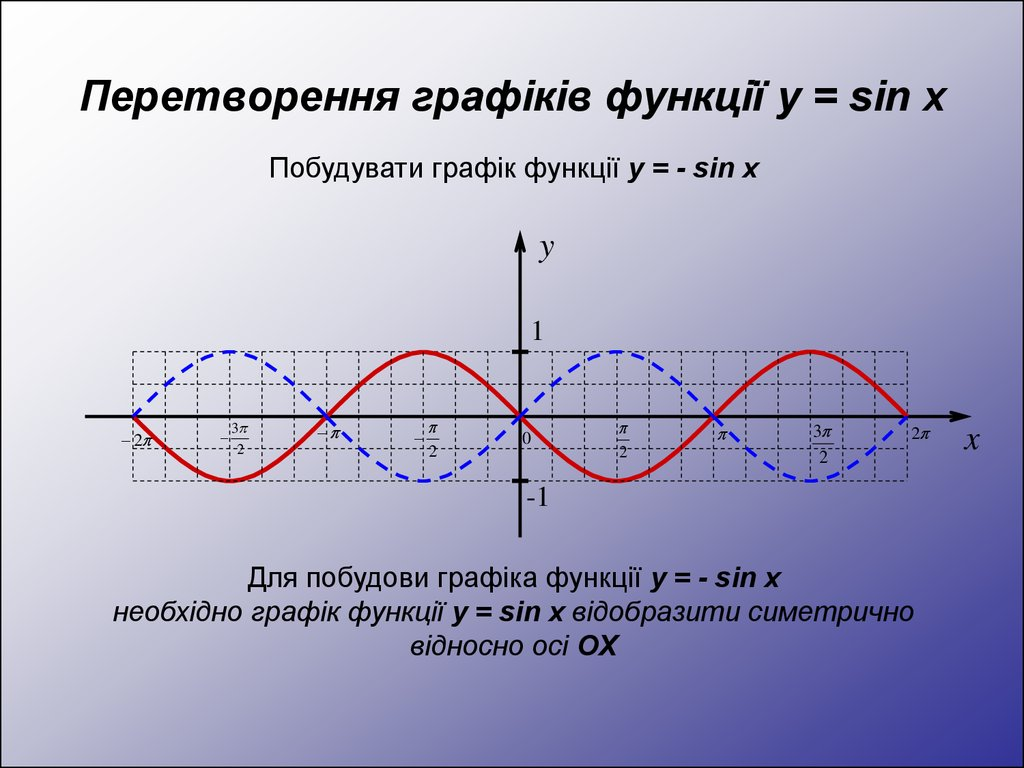 Перетворення графіків функції y = sin x
Побудувати графік функції y = - sin x
y
1
−2π −3π/2 −π −π/2 0 π/2 π 3π/2 2π x
-1
Для побудови графіка функції y = - sin x
необхідно графік функції y = sin x відобразити симетрично
відносно осі OX